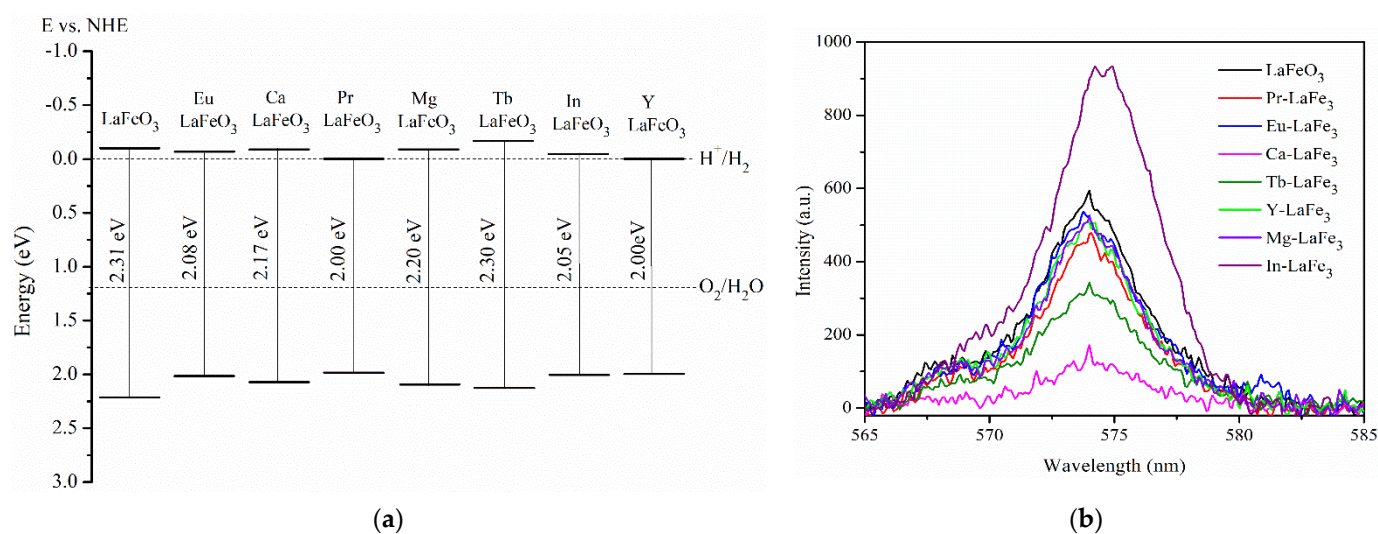 E vs. NHE
-1.0
-0.5
0.0
0.5
1.0
1.5
2.0
2.5
3.0
Energy (eV)
LaFeO₃
Eu
LaFeO₃
Ca
LaFeO₃
Pr
LaFeO₃
Mg
LaFeO₃
Tb
LaFeO₃
In
LaFeO₃
Y
LaFeO₃
H⁺/H₂
O₂/H₂O
2.31 eV
2.08 eV
2.17 eV
2.00 eV
2.20 eV
2.30 eV
2.05 eV
2.00eV
(a)
1000
800
600
400
200
0
Intensity (a.u.)
LaFeO₃
Pr-LaFe₃
Eu-LaFe₃
Ca-LaFe₃
Tb-LaFe₃
Y-LaFe₃
Mg-LaFe₃
In-LaFe₃
565
570
575
580
585
Wavelength (nm)
(b)